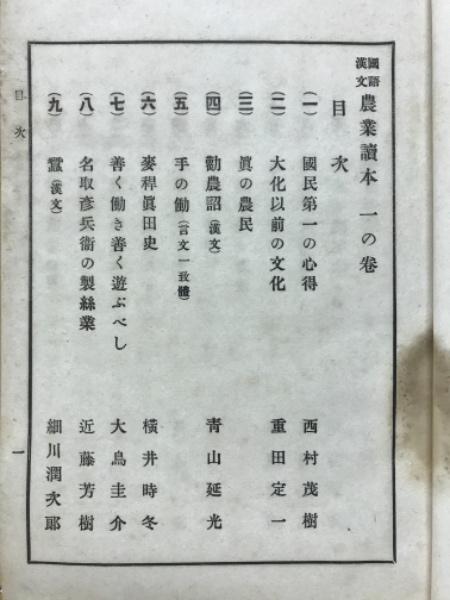 國語漢文 農業讀本 一の卷
目次
(一) 國民第一の心得 西村茂樹
(二) 大化以前の文化 重田定一
(三) 眞の農民
(四) 勸農詔(漢文) 青山延光
(五) 手の働(言文一致體)
(六) 麥稈眞田史 橫井時冬
(七) 善く働き善く遊ぶべし 大鳥圭介
(八) 名取彥兵衞の製絲業 近藤芳樹
(九) 蠶(漢文) 細川潤次郞
目次
一